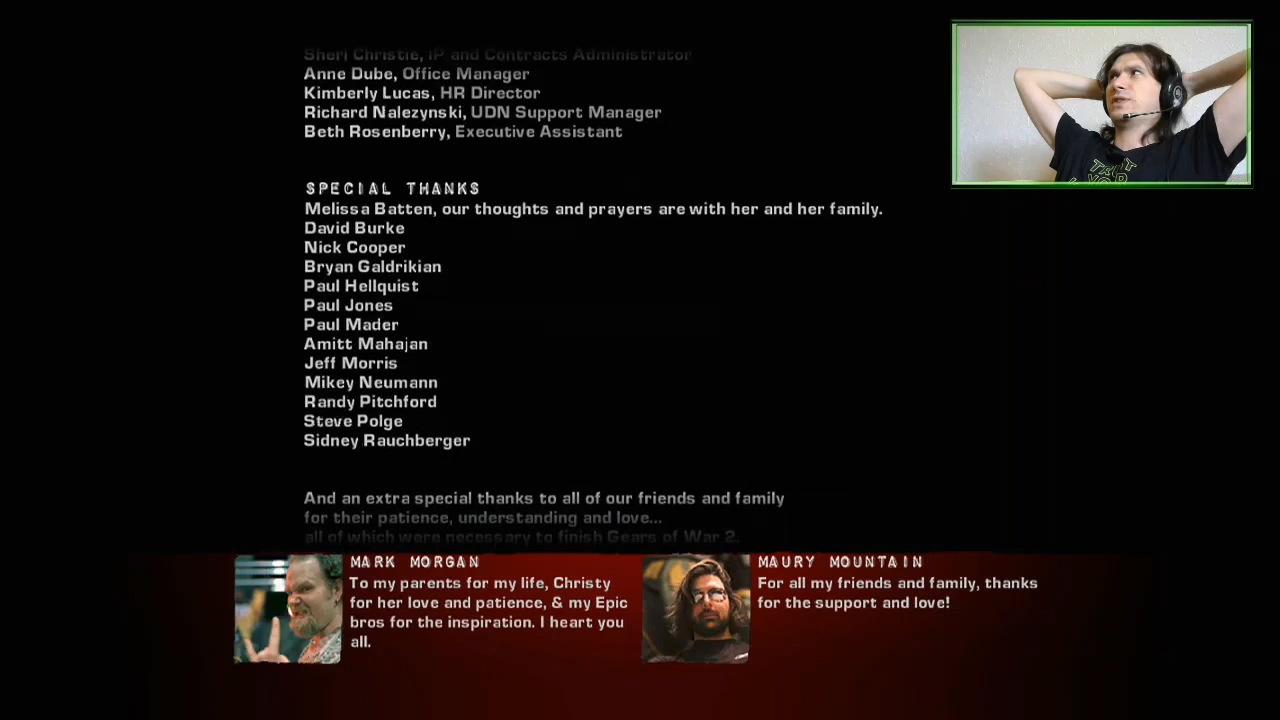 Sheri Christie, IP and Contracts Administrator
Anne Dube, Office Manager
Kimberly Lucas, HR Director
Richard Nalezynski, UDN Support Manager
Beth Rosenberry, Executive Assistant
SPECIAL THANKS
Melissa Batten, our thoughts and prayers are with her and her family.
David Burke
Nick Cooper
Bryan Galdrikian
Paul Hellquist
Paul Jones
Paul Mader
Amitt Mahajan
Jeff Morris
Mikey Neumann
Randy Pitchford
Steve Polge
Sidney Rauchberger
And an extra special thanks to all of our friends and family
for their patience, understanding and love...
all of which were necessary to finish Gears of War 2.
MARK MORGAN
To my parents for my life, Christy
for her love and patience, & my Epic
bros for the inspiration. I heart you
all.
MAURY MOUNTAIN
For all my friends and family, thanks
for the support and love!